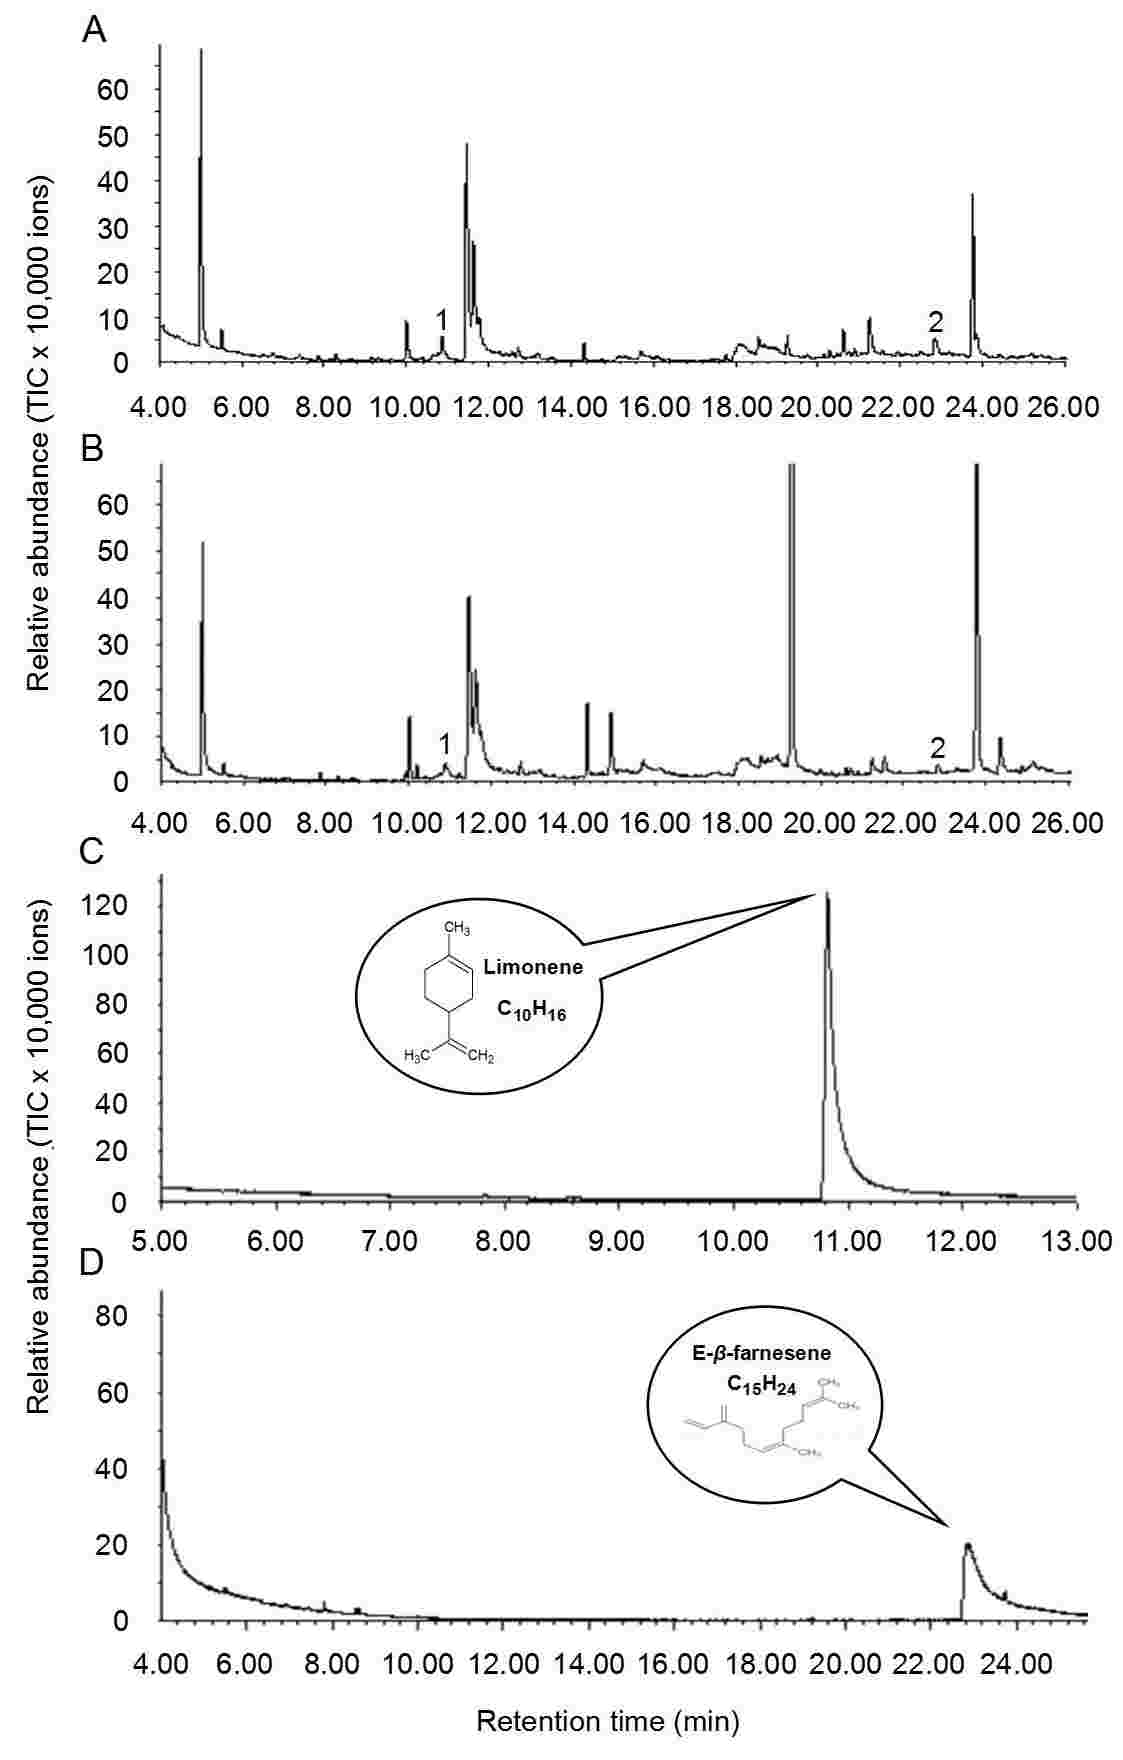 A
Relative abundance (TIC x 10,000 ions)
60
50
40
30
20
10
0
1
2
4.00 6.00 8.00 10.00 12.00 14.00 16.00 18.00 20.00 22.00 24.00 26.00
B
60
50
40
30
20
10
0
1
2
4.00 6.00 8.00 10.00 12.00 14.00 16.00 18.00 20.00 22.00 24.00 26.00
C
Relative abundance (TIC x 10,000 ions)
120
100
80
60
40
20
0
CH3
Limonene
C10H16
H3C
CH2
5.00 6.00 7.00 8.00 9.00 10.00 11.00 12.00 13.00
D
80
60
40
20
0
E-β-farnesene
C15H24
CH3
CH3
CH3
4.00 6.00 8.00 10.00 12.00 14.00 16.00 18.00 20.00 22.00 24.00
Retention time (min)